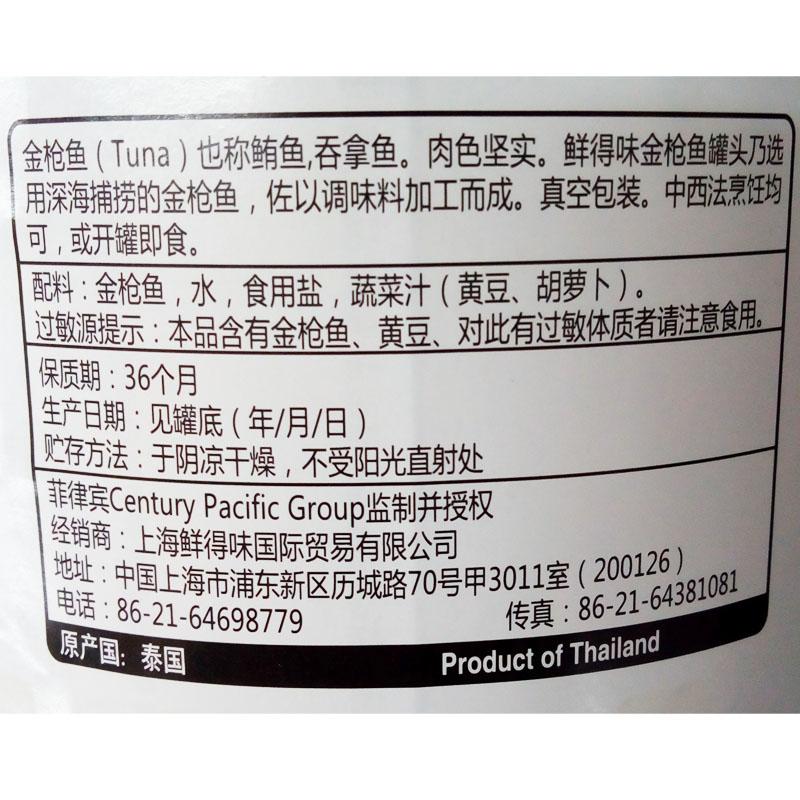 金枪鱼（Tuna）也称鲔鱼,吞拿鱼。肉色坚实。鲜得味金枪鱼罐头乃选
用深海捕捞的金枪鱼，佐以调味料加工而成。真空包装。中西法烹饪均
可，或开罐即食。
配料：金枪鱼，水，食用盐，蔬菜汁（黄豆、胡萝卜）。
过敏源提示：本品含有金枪鱼、黄豆、对此有过敏体质者请注意食用。
保质期：36个月
生产日期：见罐底（年/月/日）
贮存方法：于阴凉干燥，不受阳光直射处
菲律宾Century Pacific Group监制并授权
经销商：上海鲜得味国际贸易有限公司
地址：中国上海市浦东新区历城路70号甲3011室（200126）
电话：86-21-64698779 传真：86-21-64381081
原产国：泰国 Product of Thailand